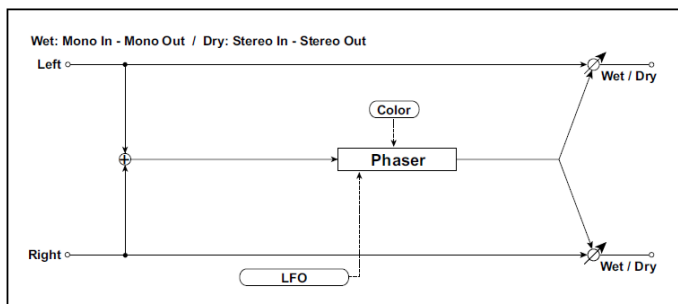 Wet: Mono In - Mono Out / Dry: Stereo In - Stereo Out
Left
Wet / Dry
Color
Phaser
Right
Wet / Dry
LFO